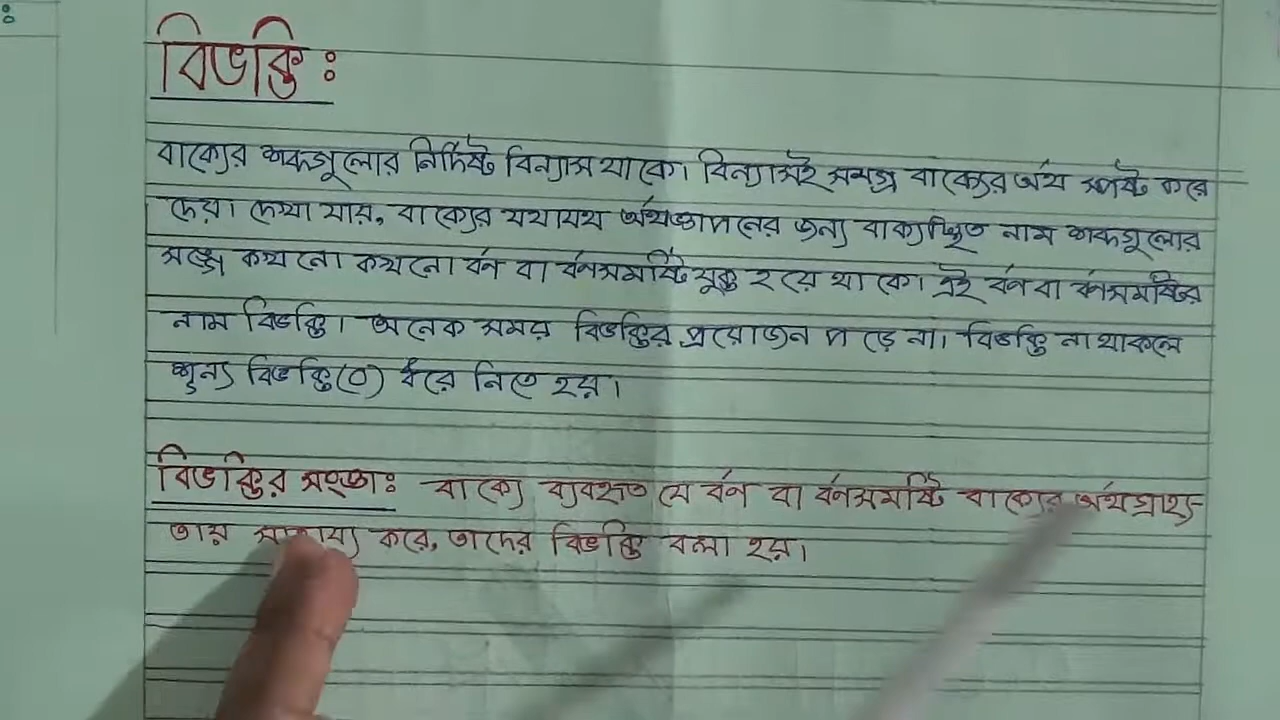 বিভক্তি ঃ
বাক্যের শব্দগুলোর নির্দিষ্ট বিন্যাস থাকে। বিন্যাসই সমগ্র বাক্যের অর্থ স্পষ্ট করে
দেয়। দেখা যায়, বাক্যের যথাযথ অর্থজ্ঞাপনের জন্য বাক্যস্থিত নাম শব্দগুলোর
সঙ্গে কখনো কখনো বর্ণ বা বর্ণসমষ্টি যুক্ত হয়ে থাকে। এই বর্ণ বা বর্ণসমষ্টির
নাম বিভক্তি। অনেক সময় বিভক্তির প্রয়োজন পড়ে না। বিভক্তি না থাকলে
শূন্য বিভক্তি(০) ধরে নিতে হয়।
বিভক্তির সংজ্ঞাঃ বাক্যে ব্যবহৃত যে বর্ণ বা বর্ণসমষ্টি বাক্যের অর্থগ্রাহ্য-
তায় সাহায্য করে, তাদের বিভক্তি বলা হয়।